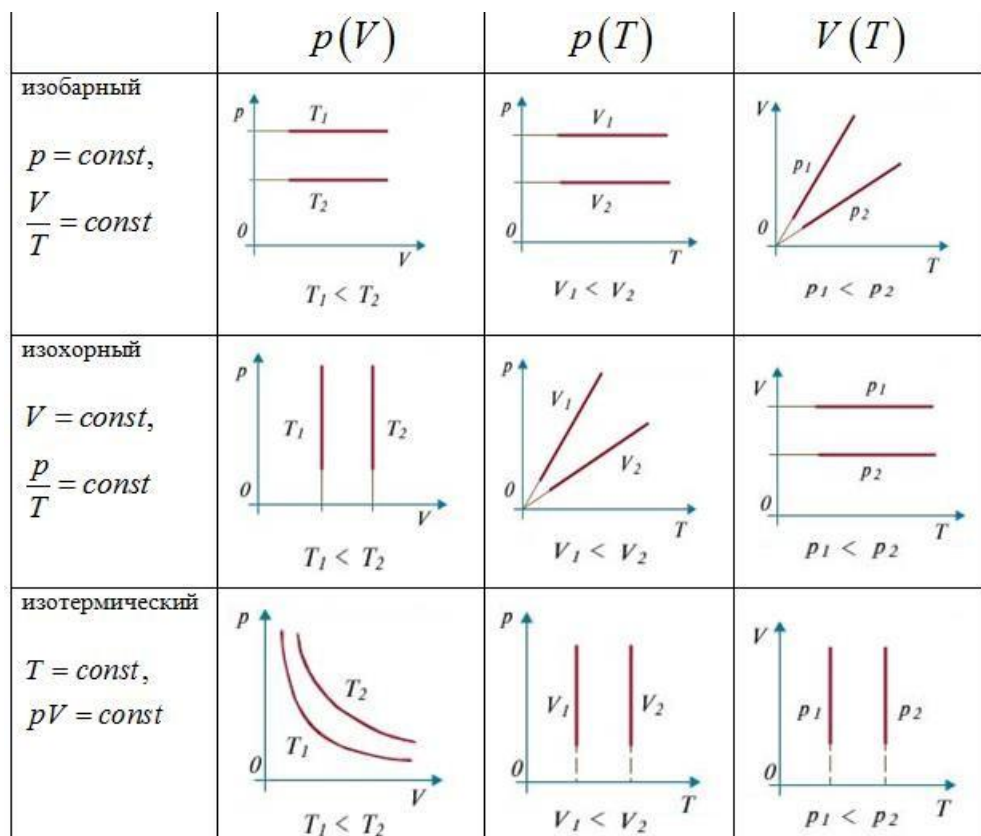 p(V) p(T) V(T)
изобарный
p = const,
V/T = const
p
T₁
T₂
0
V
T₁ < T₂
p
V₁
V₂
0
T
V₁ < V₂
V
p₁
p₂
0
T
p₁ < p₂
изохорный
V = const,
p/T = const
p
T₁
T₂
0
V
T₁ < T₂
p
V₁
V₂
0
T
V₁ < V₂
V
p₁
p₂
0
T
p₁ < p₂
изотермический
T = const,
pV = const
p
T₂
T₁
0
V
T₁ < T₂
p
V₁
V₂
0
T
V₁ < V₂
V
p₁
p₂
0
T
p₁ < p₂